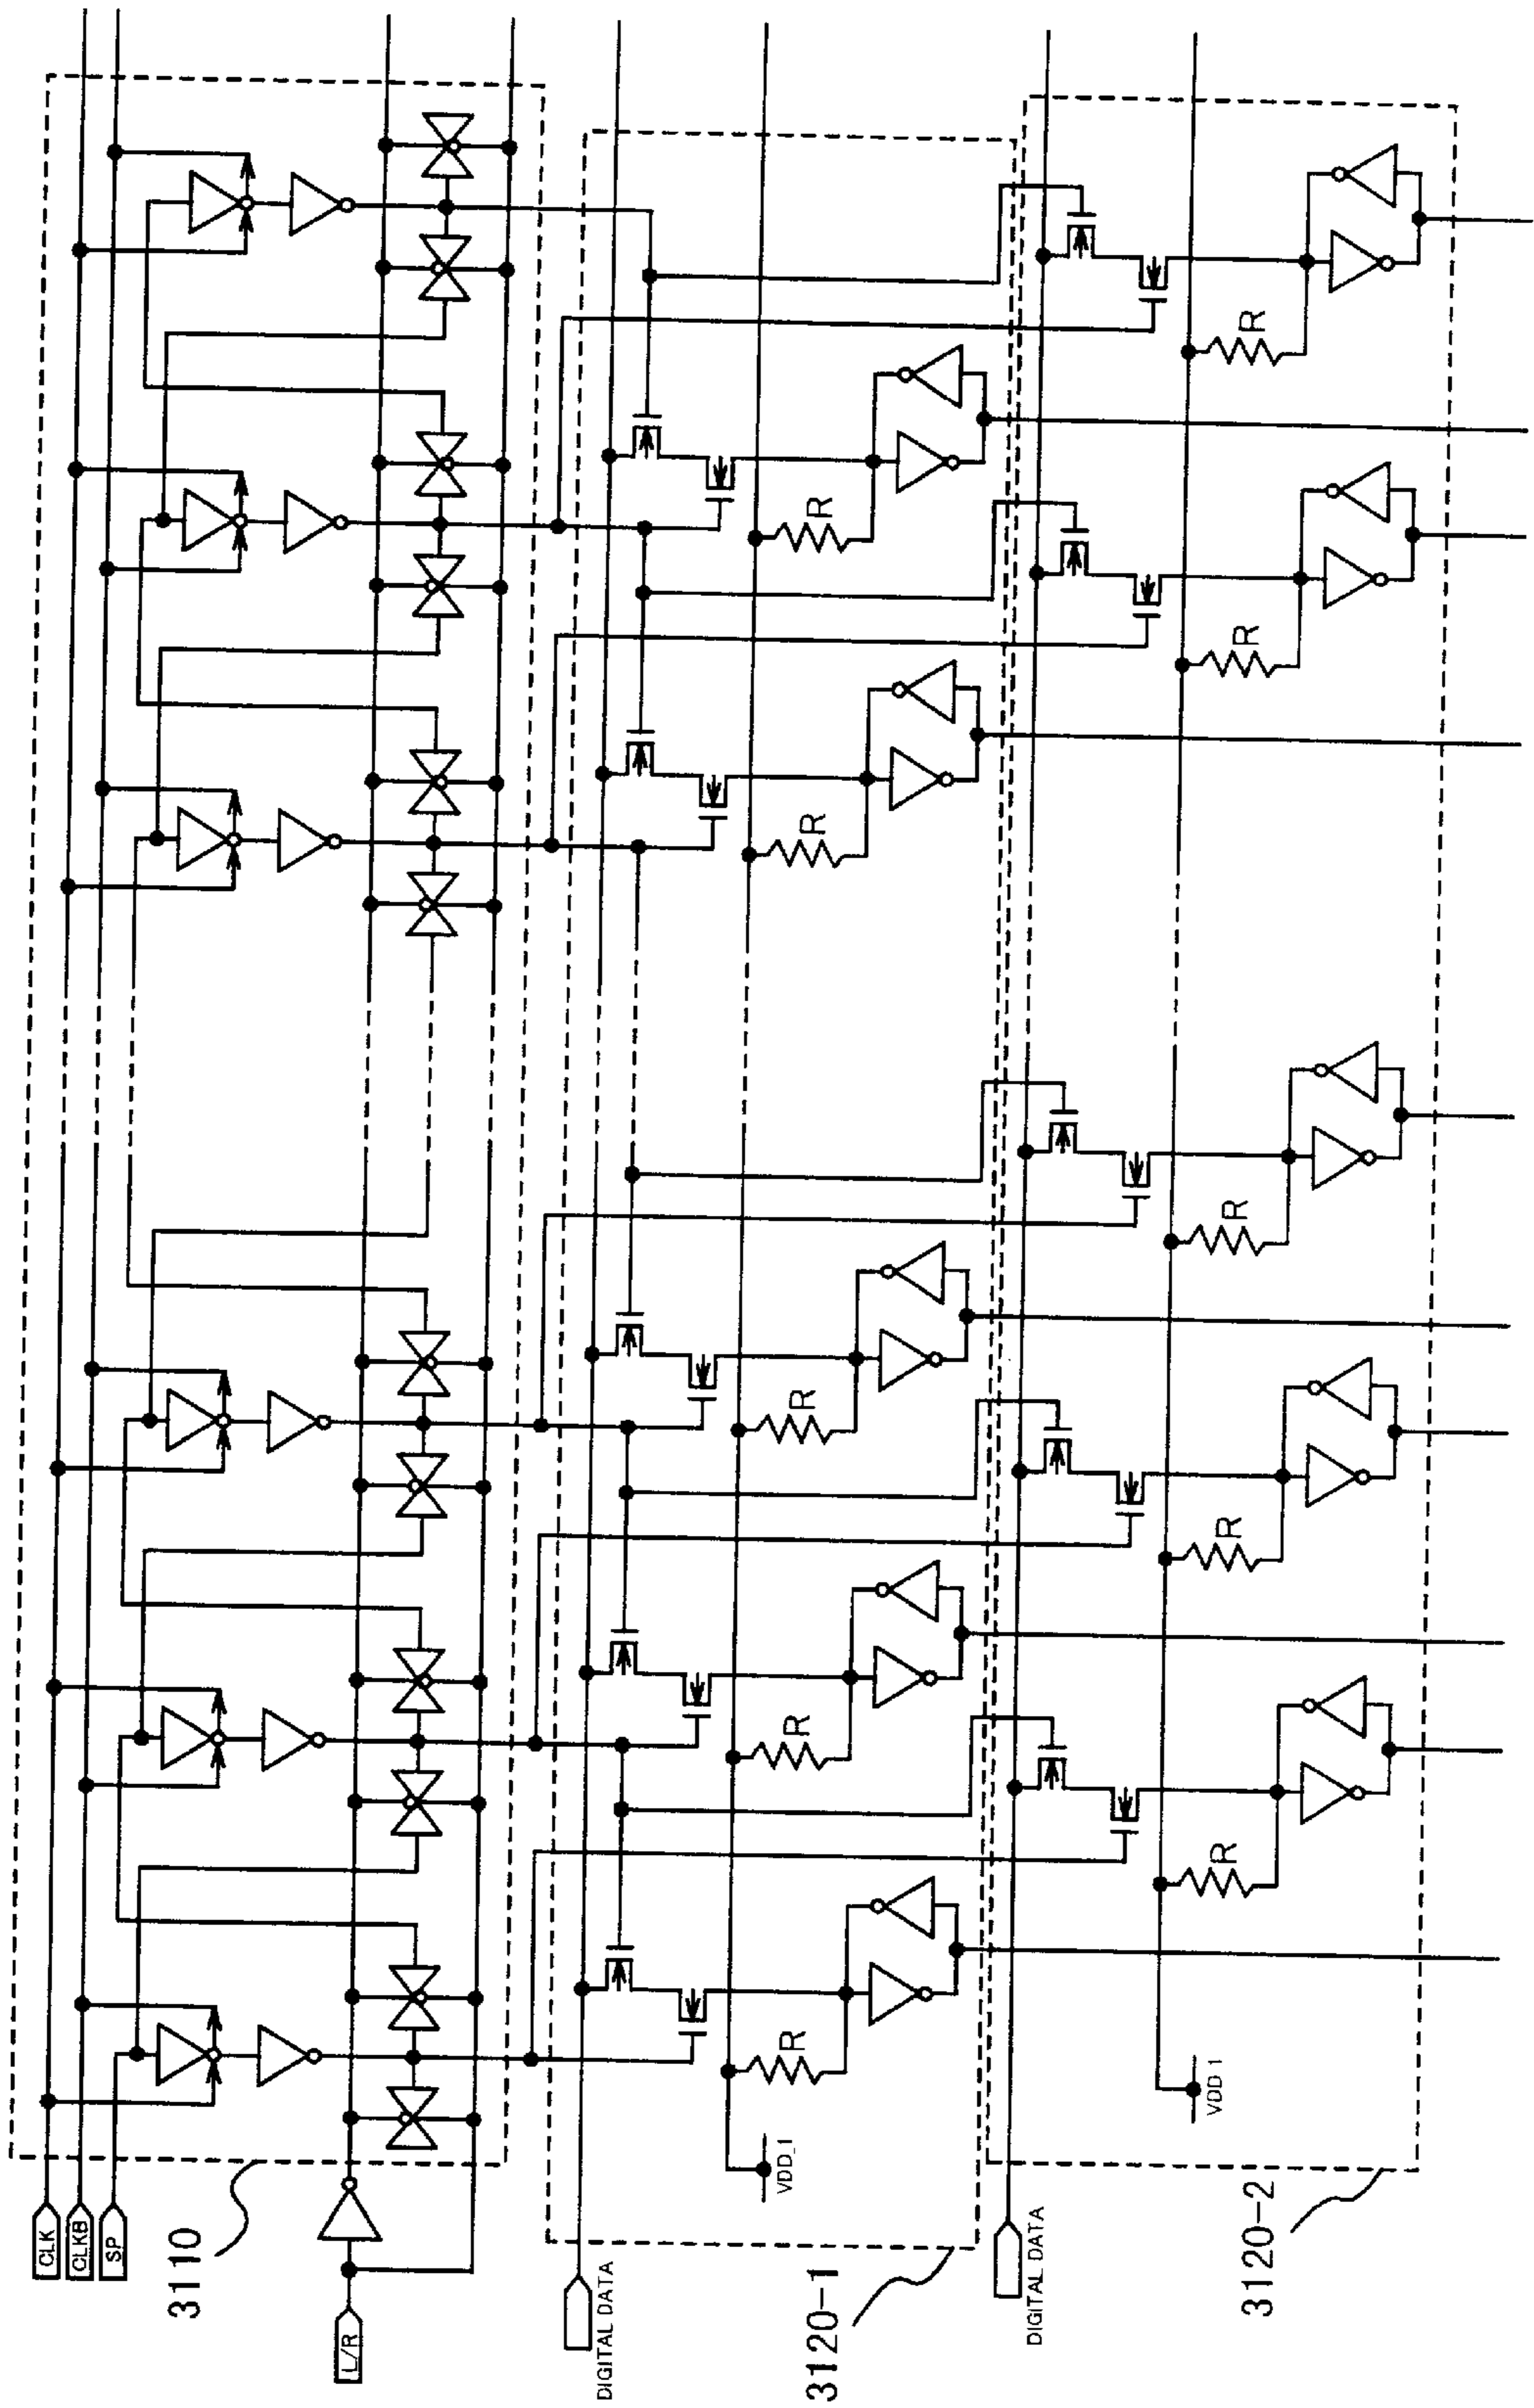 CLK
CLKB
SP
3110
L/R
DIGITAL DATA
3120-1
VDD_1
R
R
R
R
R
DIGITAL DATA
3120-2
VDD 1
R
R
R
R
R